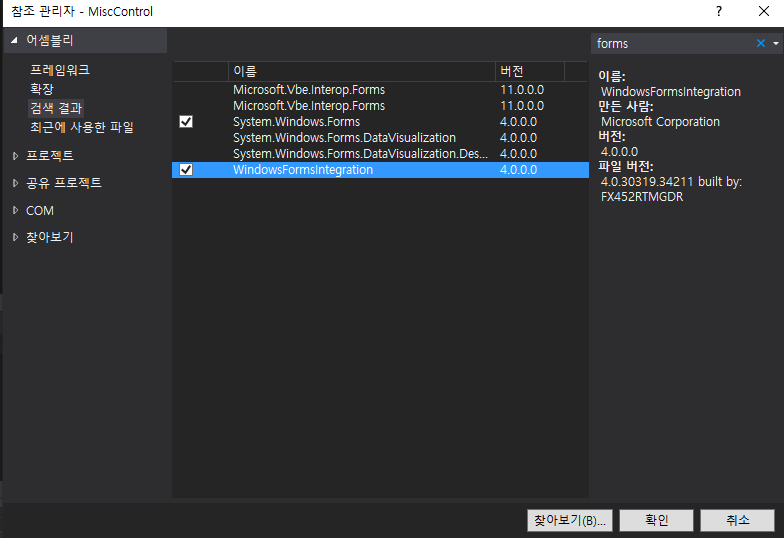 참조 관리자 - MiscControl
어셈블리
프레임워크
확장
검색 결과
최근에 사용한 파일
프로젝트
공유 프로젝트
COM
찾아보기
이름 버전
Microsoft.Vbe.Interop.Forms 11.0.0.0
Microsoft.Vbe.Interop.Forms 11.0.0.0
System.Windows.Forms 4.0.0.0
System.Windows.Forms.DataVisualization 4.0.0.0
System.Windows.Forms.DataVisualization.Des... 4.0.0.0
WindowsFormsIntegration 4.0.0.0
forms
이름:
WindowsFormsIntegration
만든 사람:
Microsoft Corporation
버전:
4.0.0.0
파일 버전:
4.0.30319.34211 built by:
FX452RTMGDR
찾아보기(B)... 확인 취소